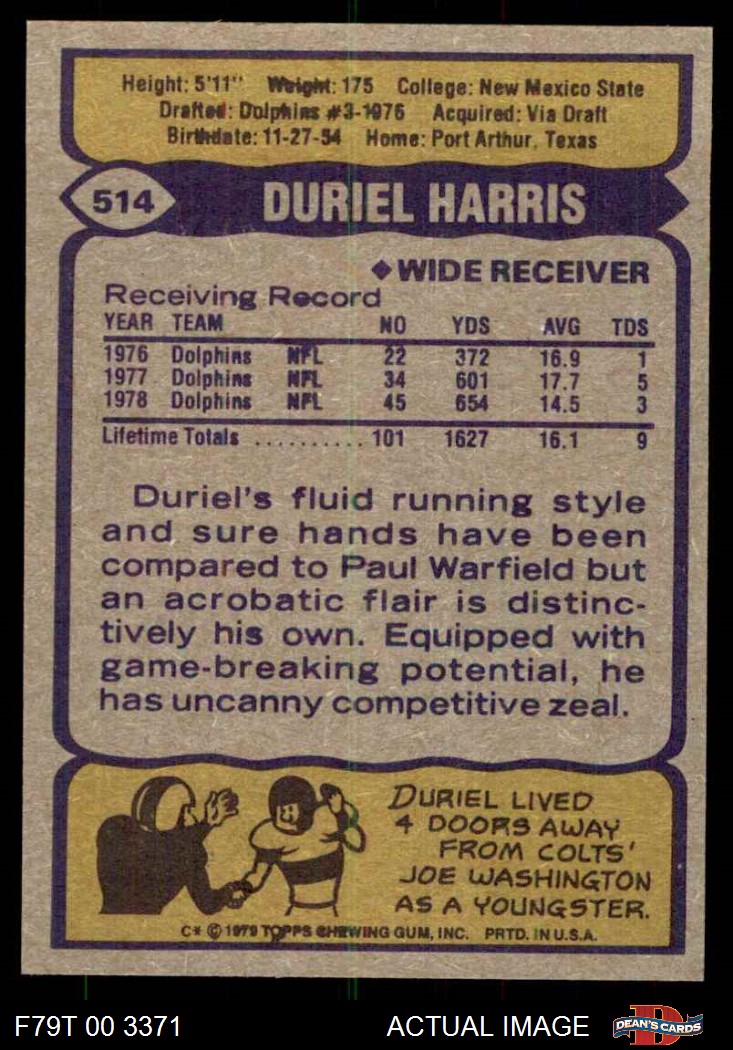 Height: 5'11" Weight: 175 College: New Mexico State
Drafted: Dolphins #3-1976 Acquired: Via Draft
Birthdate: 11-27-54 Home: Port Arthur, Texas
514 DURIEL HARRIS
◆ WIDE RECEIVER
Receiving Record
YEAR TEAM NO YDS AVG TDS
1976 Dolphins NFL 22 372 16.9 1
1977 Dolphins NFL 34 601 17.7 5
1978 Dolphins NFL 45 654 14.5 3
Lifetime Totals .......... 101 1627 16.1 9
Duriel's fluid running style
and sure hands have been
compared to Paul Warfield but
an acrobatic flair is distinc-
tively his own. Equipped with
game-breaking potential, he
has uncanny competitive zeal.
DURIEL LIVED
4 DOORS AWAY
FROM COLTS'
JOE WASHINGTON
AS A YOUNGSTER.
C* © 1979 TOPPS CHEWING GUM, INC. PRTD. IN U.S.A.
F79T 00 3371 ACTUAL IMAGE D DEAN'S CARDS